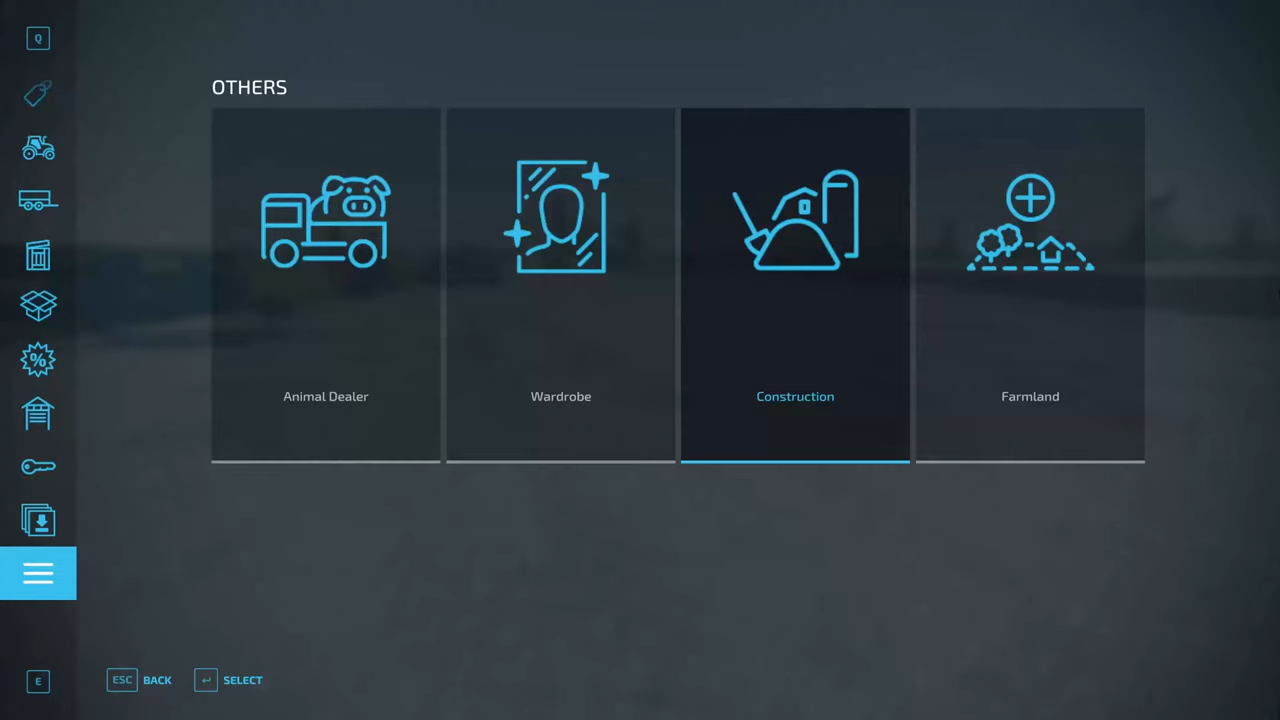 Q
OTHERS
%
Animal Dealer
Wardrobe
Construction
Farmland
E
ESC BACK
↵ SELECT